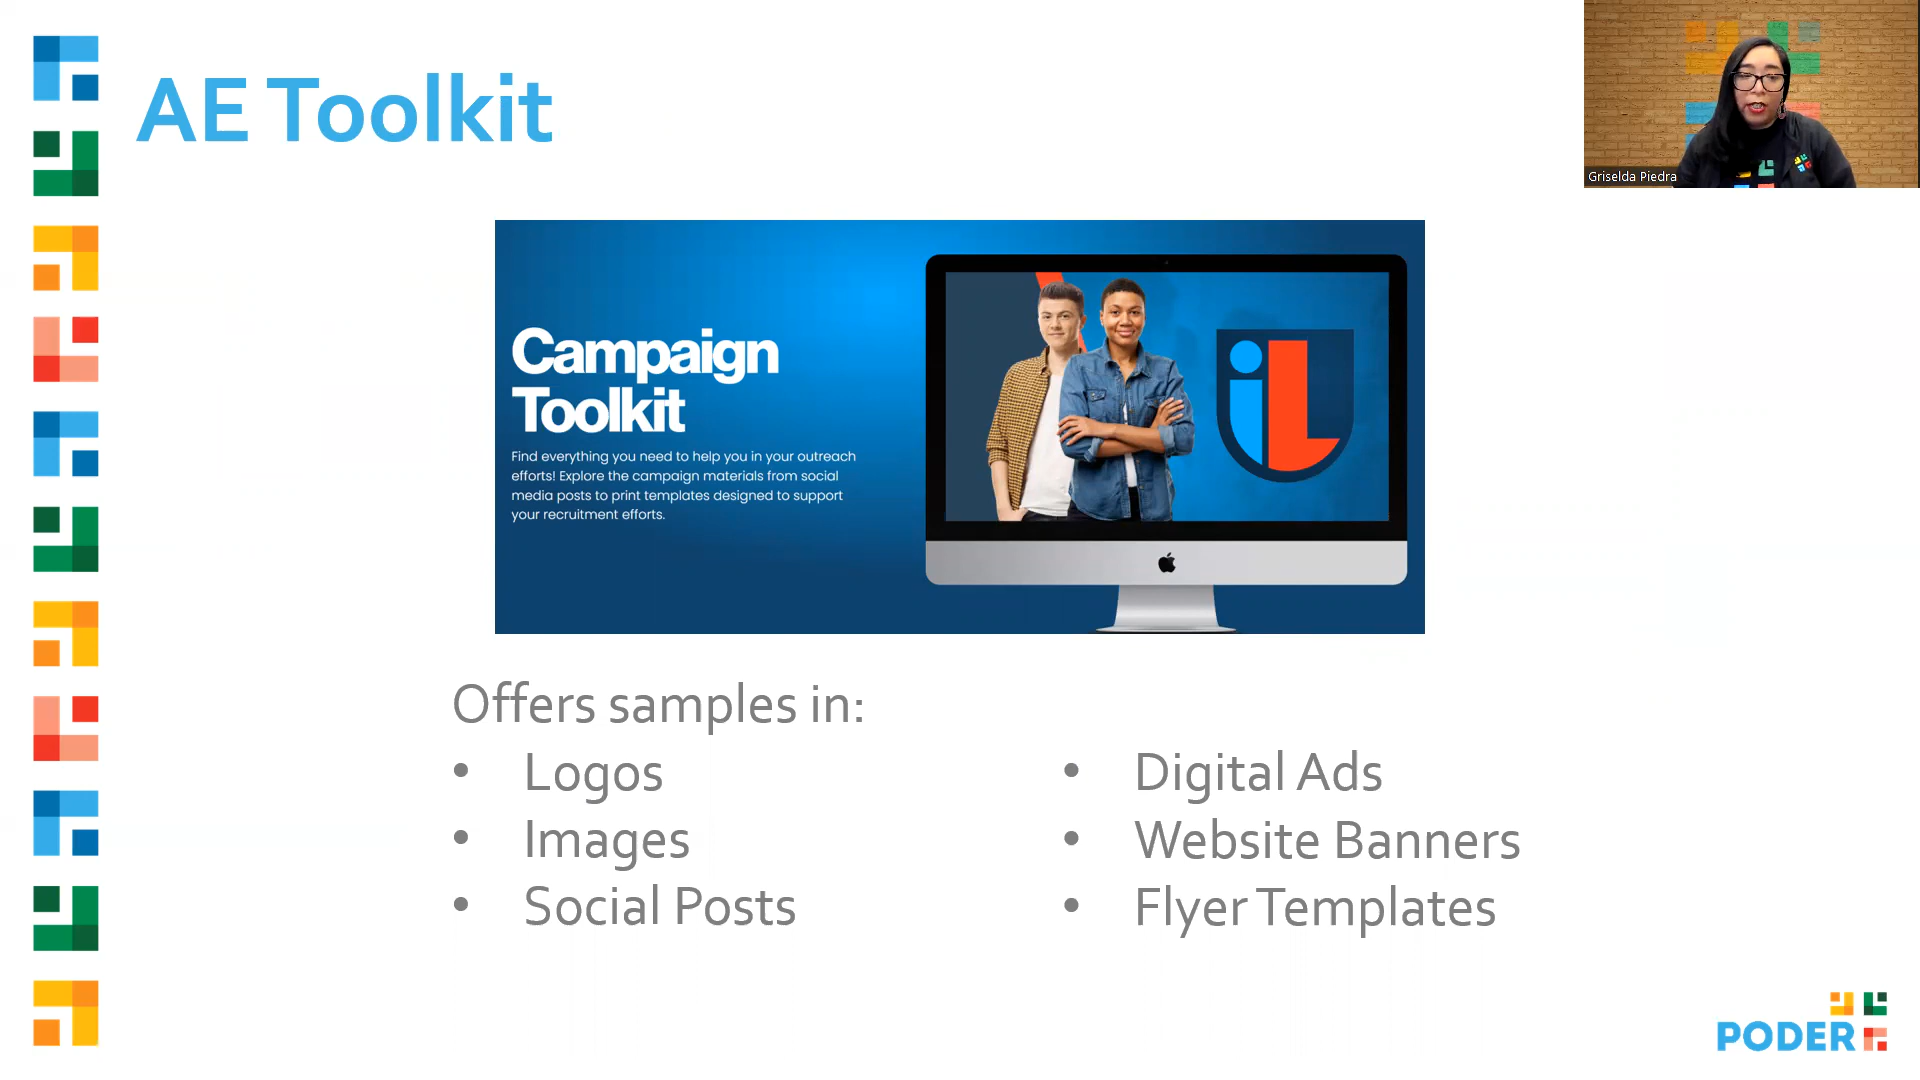 AE Toolkit
Griselda Piedra
Campaign
Toolkit
Find everything you need to help you in your outreach
efforts! Explore the campaign materials from social
media posts to print templates designed to support
your recruitment efforts.
iL
Offers samples in:
• Logos
• Images
• Social Posts
• Digital Ads
• Website Banners
• Flyer Templates
PODER